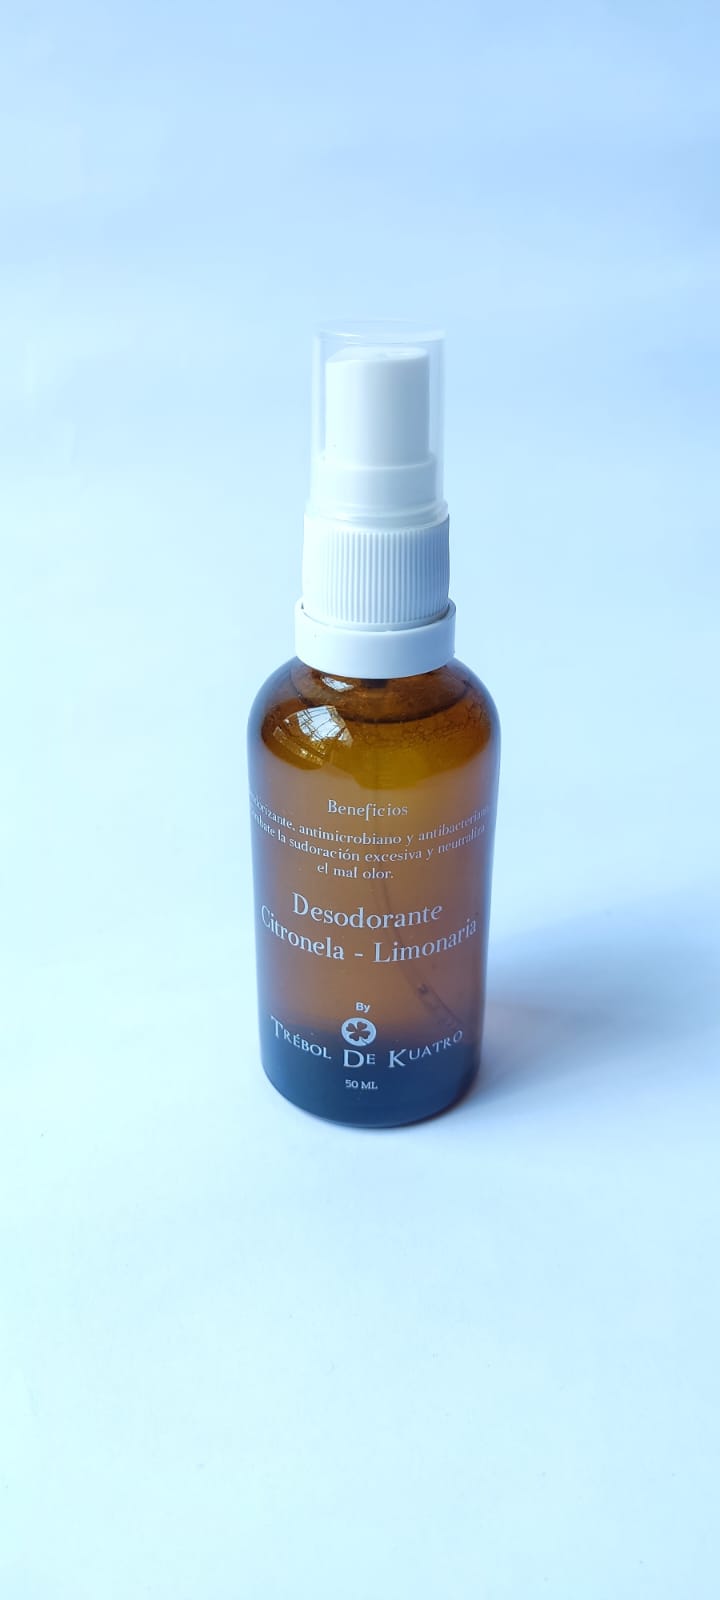 Beneficios
antimicrobiano y antibacteriano
la sudoración excesiva y neutraliza
el mal olor.
Desodorante
Citronela - Limonaria
By
TRÉBOL DE KUATRO
50 ML